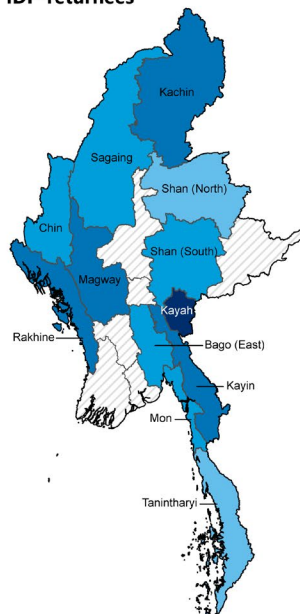 IDP returnees
Kachin
Sagaing
Shan (North)
Chin
Shan (South)
Magway
Kayah
Rakhine
Bago (East)
Kayin
Mon
Tanintharyi